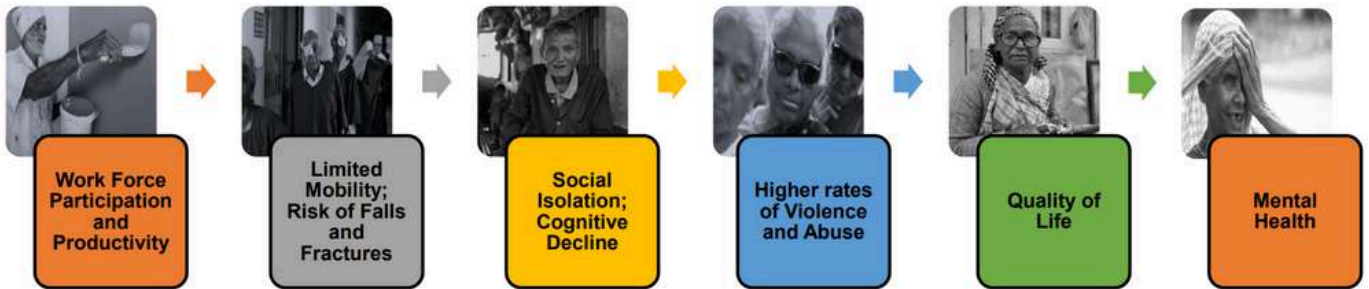 Work Force
Participation
and
Productivity
Limited
Mobility;
Risk of Falls
and
Fractures
Social
Isolation;
Cognitive
Decline
Higher rates
of Violence
and Abuse
Quality of
Life
Mental
Health